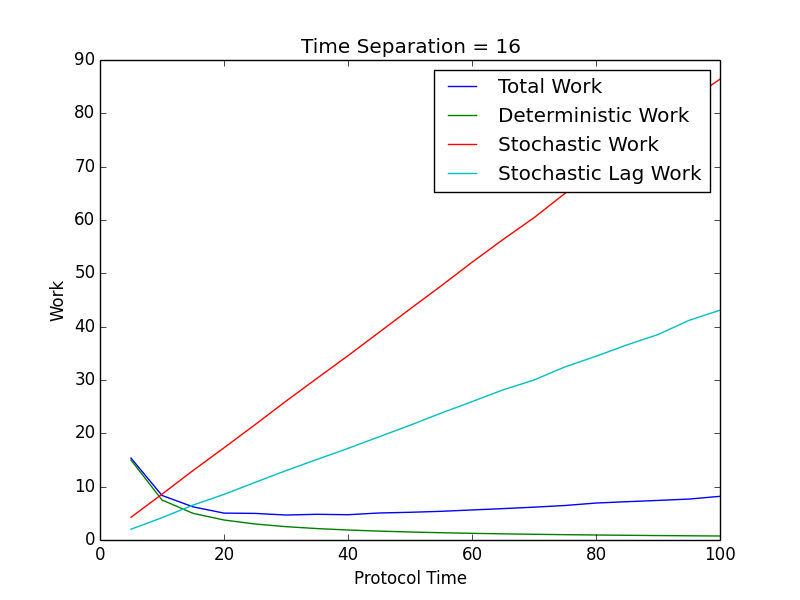 Time Separation = 16
90
80
70
60
50
40
30
20
10
0
Work
Total Work
Deterministic Work
Stochastic Work
Stochastic Lag Work
0 20 40 60 80 100
Protocol Time